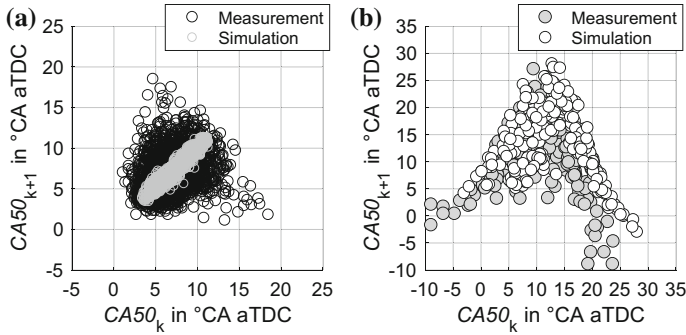 (a)
Measurement
Simulation
25
20
15
10
5
0
-5
CA50k+1 in °CA aTDC
-5 0 5 10 15 20 25
CA50k in °CA aTDC
(b)
Measurement
Simulation
35
30
25
20
15
10
5
0
-5
-10
CA50k+1 in °CA aTDC
-10 -5 0 5 10 15 20 25 30 35
CA50k in °CA aTDC